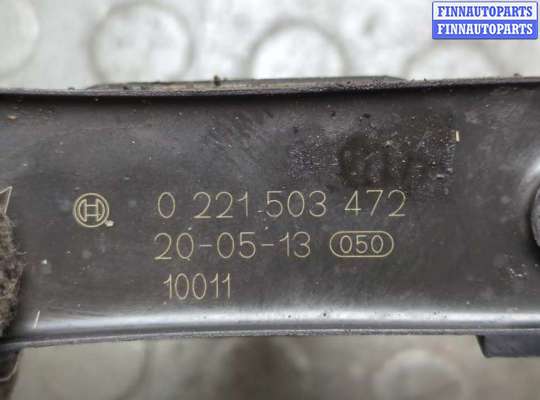 FINNAUTOPARTS
FINNAUTOPARTS
0 221 503 472
20-05-13 050
10011